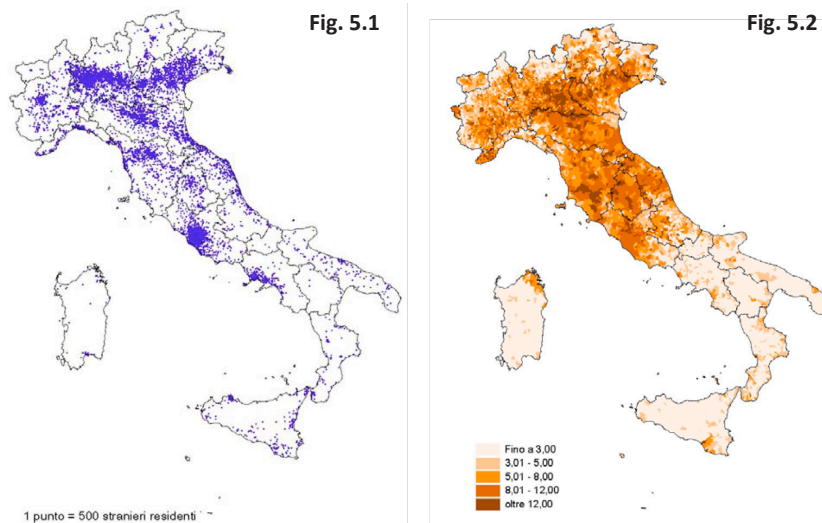 Fig. 5.1
Fig. 5.2
Fino a 3,00
3,01 - 5,00
5,01 - 8,00
8,01 - 12,00
oltre 12,00
1 punto = 500 stranieri residenti